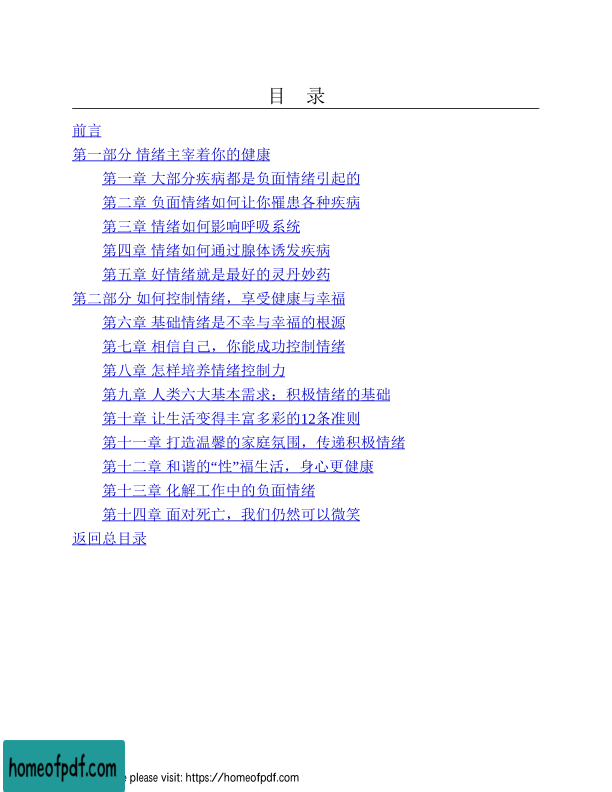 目 录
前言
第一部分 情绪主宰着你的健康
第一章 大部分疾病都是负面情绪引起的
第二章 负面情绪如何让你罹患各种疾病
第三章 情绪如何影响呼吸系统
第四章 情绪如何通过腺体诱发疾病
第五章 好情绪就是最好的灵丹妙药
第二部分 如何控制情绪，享受健康与幸福
第六章 基础情绪是不幸与幸福的根源
第七章 相信自己，你能成功控制情绪
第八章 怎样培养情绪控制力
第九章 人类六大基本需求：积极情绪的基础
第十章 让生活变得丰富多彩的12条准则
第十一章 打造温馨的家庭氛围，传递积极情绪
第十二章 和谐的“性”福生活，身心更健康
第十三章 化解工作中的负面情绪
第十四章 面对死亡，我们仍然可以微笑
返回总目录
homeofpdf.com
e please visit: https://homeofpdf.com